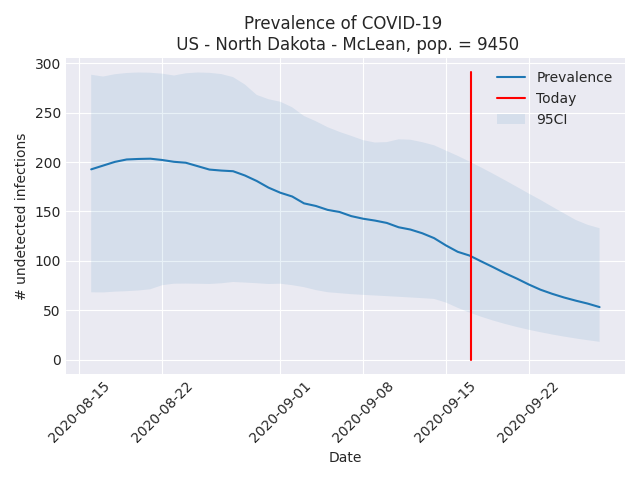 Prevalence of COVID-19
US - North Dakota - McLean, pop. = 9450
300
250
200
150
100
50
0
# undetected infections
Prevalence
Today
95CI
2020-08-15
2020-08-22
2020-09-01
2020-09-08
2020-09-15
2020-09-22
Date